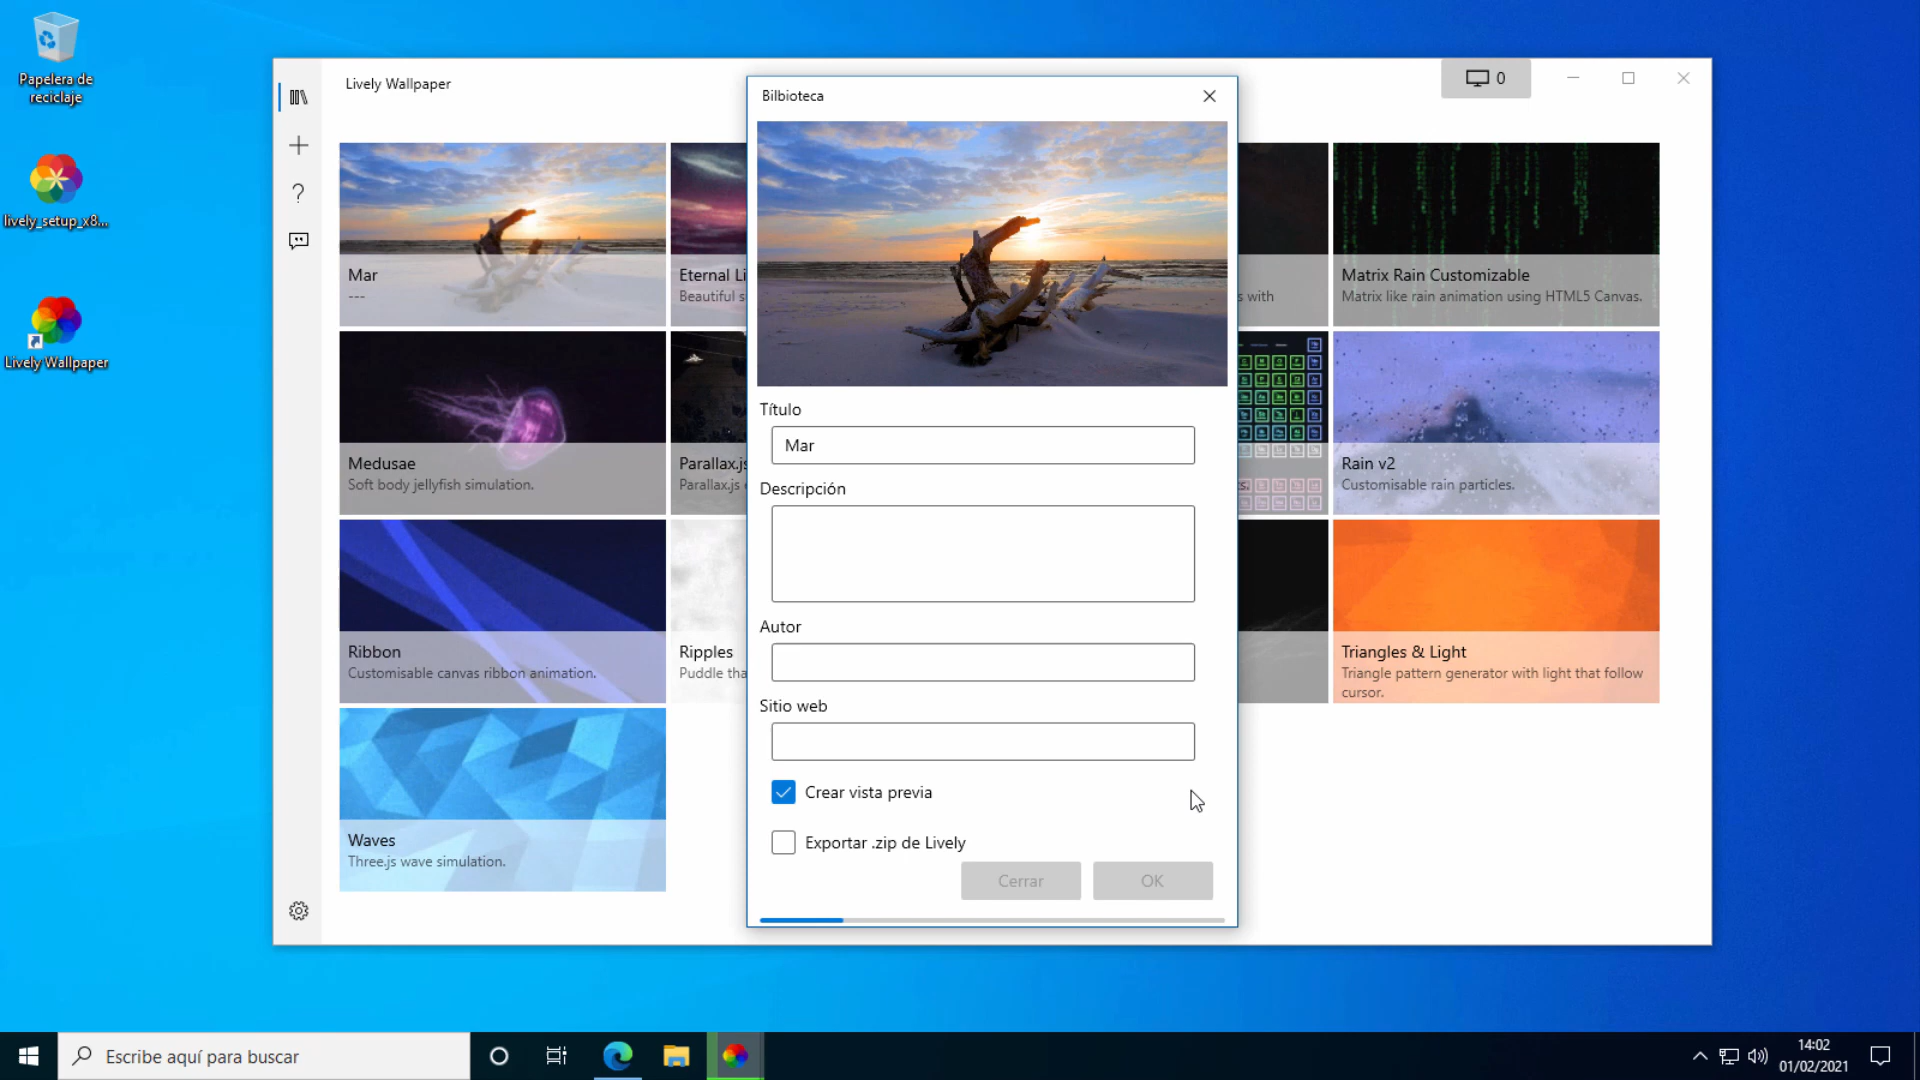 Papelera de
reciclaje
lively_setup_x8...
Lively Wallpaper
Lively Wallpaper
0
Mar
---
Eternal Li
Beautiful s
s with
Matrix Rain Customizable
Matrix like rain animation using HTML5 Canvas.
Medusae
Soft body jellyfish simulation.
Parallax.js
Parallax.js e
ts.
Rain v2
Customisable rain particles.
Ribbon
Customisable canvas ribbon animation.
Ripples
Puddle tha
Triangles & Light
Triangle pattern generator with light that follow
cursor.
Waves
Three.js wave simulation.
Bilbioteca
Título
Mar
Descripción
Autor
Sitio web
Crear vista previa
Exportar .zip de Lively
Cerrar
OK
Escribe aquí para buscar
14:02
01/02/2021